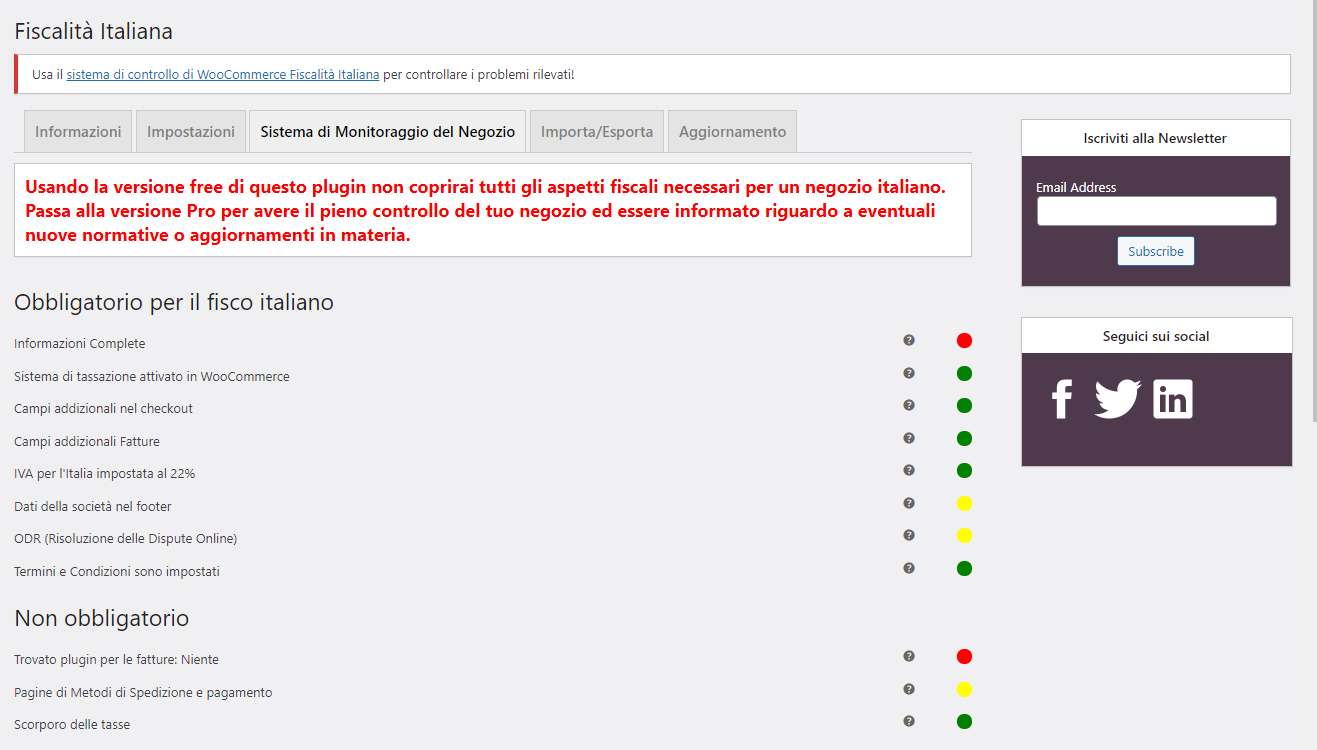 Fiscalità Italiana
Usa il sistema di controllo di WooCommerce Fiscalità Italiana per controllare i problemi rilevati!
Informazioni
Impostazioni
Sistema di Monitoraggio del Negozio
Importa/Esporta
Aggiornamento
Usando la versione free di questo plugin non coprirai tutti gli aspetti fiscali necessari per un negozio italiano.
Passa alla versione Pro per avere il pieno controllo del tuo negozio ed essere informato riguardo a eventuali
nuove normative o aggiornamenti in materia.
Obbligatorio per il fisco italiano
Informazioni Complete
?
Sistema di tassazione attivato in WooCommerce
?
Campi addizionali nel checkout
?
Campi addizionali Fatture
?
IVA per l'Italia impostata al 22%
?
Dati della società nel footer
?
ODR (Risoluzione delle Dispute Online)
?
Termini e Condizioni sono impostati
?
Non obbligatorio
Trovato plugin per le fatture: Niente
?
Pagine di Metodi di Spedizione e pagamento
?
Scorporo delle tasse
?
Iscriviti alla Newsletter
Email Address
Subscribe
Seguici sui social
f
in